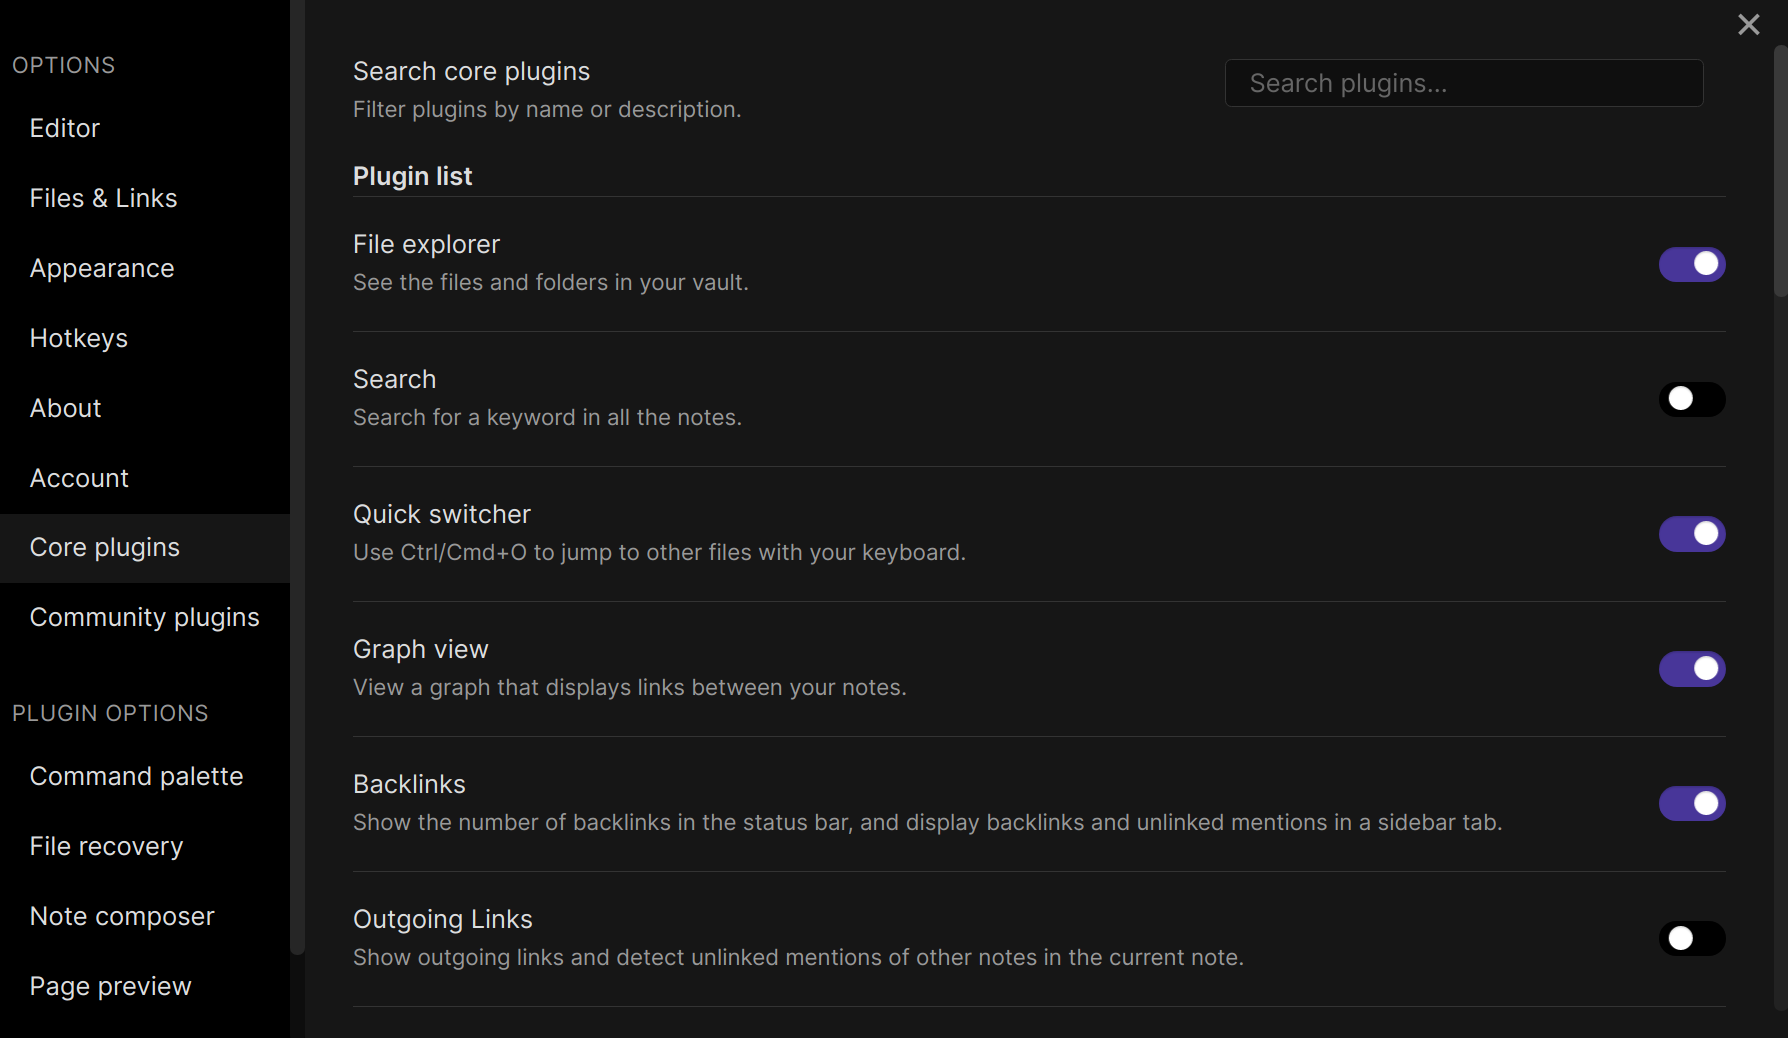 OPTIONS
Editor
Files & Links
Appearance
Hotkeys
About
Account
Core plugins
Community plugins
PLUGIN OPTIONS
Command palette
File recovery
Note composer
Page preview
Search core plugins
Filter plugins by name or description.
Search plugins...
Plugin list
File explorer
See the files and folders in your vault.
Search
Search for a keyword in all the notes.
Quick switcher
Use Ctrl/Cmd+O to jump to other files with your keyboard.
Graph view
View a graph that displays links between your notes.
Backlinks
Show the number of backlinks in the status bar, and display backlinks and unlinked mentions in a sidebar tab.
Outgoing Links
Show outgoing links and detect unlinked mentions of other notes in the current note.